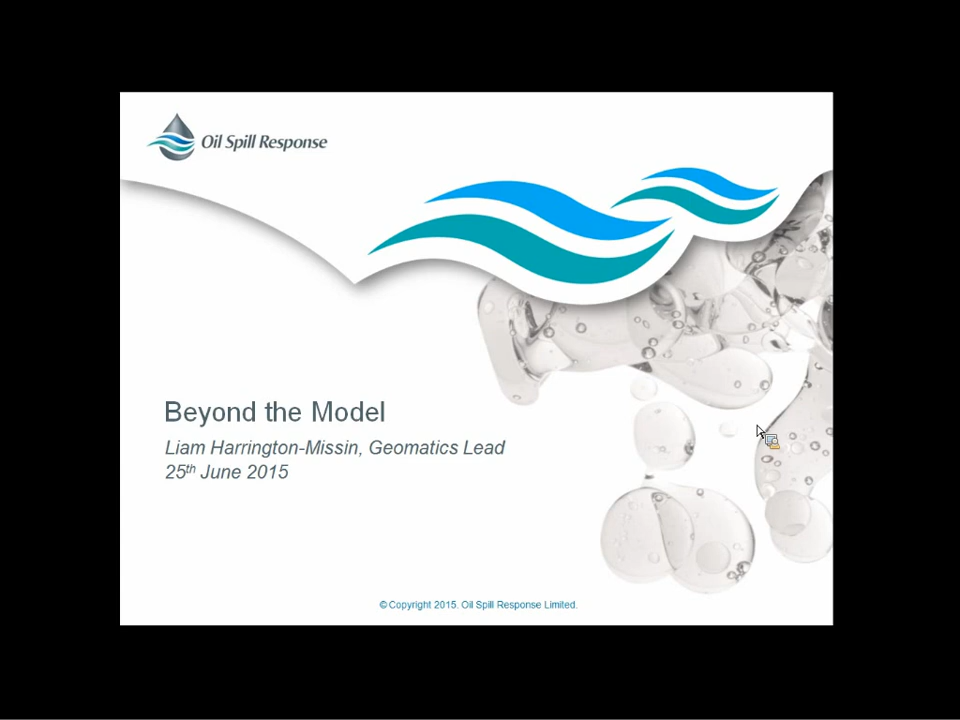 Oil Spill Response
Beyond the Model
Liam Harrington-Missin, Geomatics Lead
25th June 2015
© Copyright 2015. Oil Spill Response Limited.